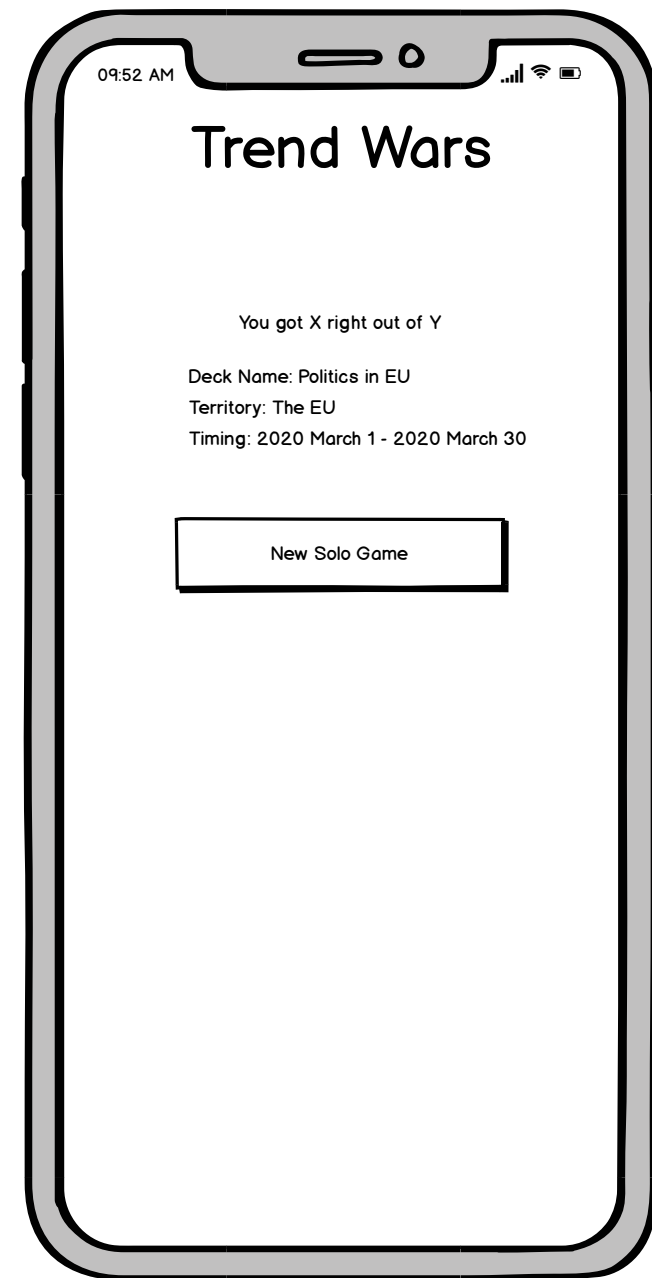 09:52 AM
Trend Wars
You got X right out of Y
Deck Name: Politics in EU
Territory: The EU
Timing: 2020 March 1 - 2020 March 30
New Solo Game